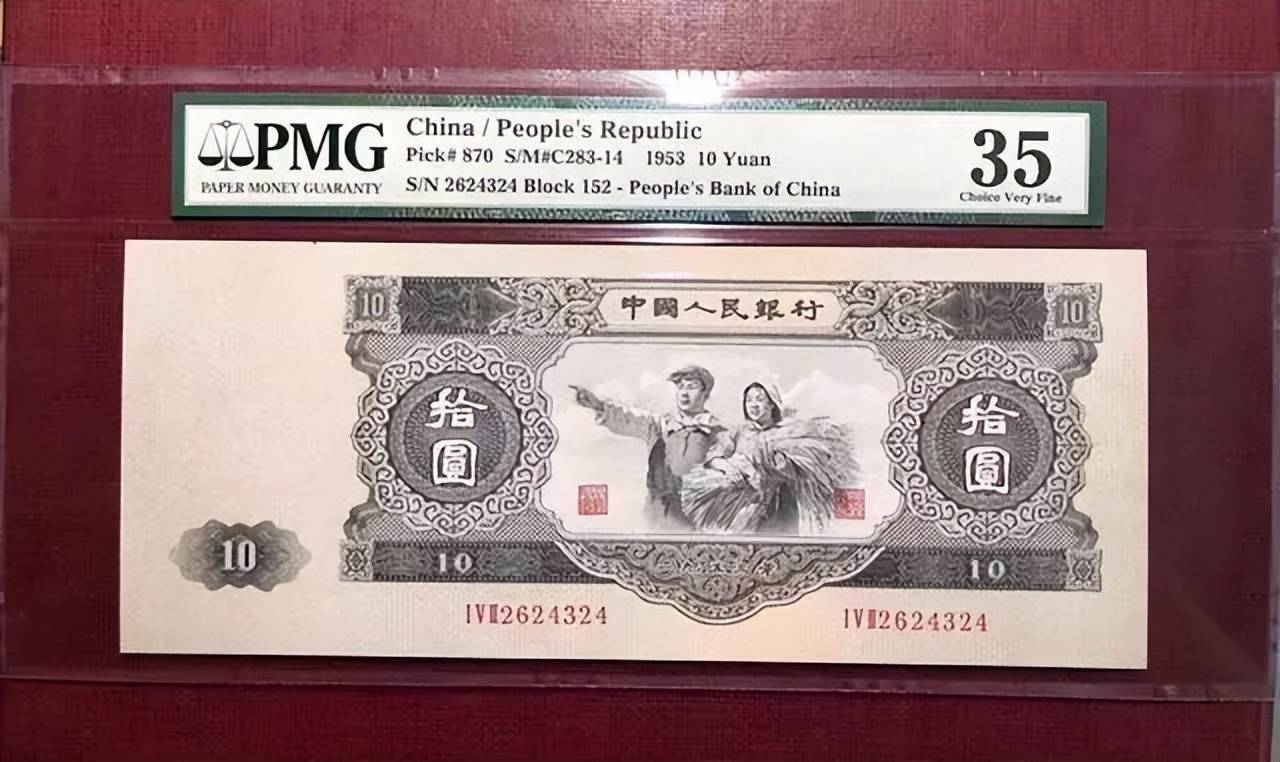 PMG
PAPER MONEY GUARANTY
China / People's Republic
Pick# 870 S/M#C283-14 1953 10 Yuan
S/N 2624324 Block 152 - People's Bank of China
35
Choice Very Fine
10
中國人民銀行
10
拾圓
拾圓
10
10
10
IVⅢ2624324
IVⅢ2624324